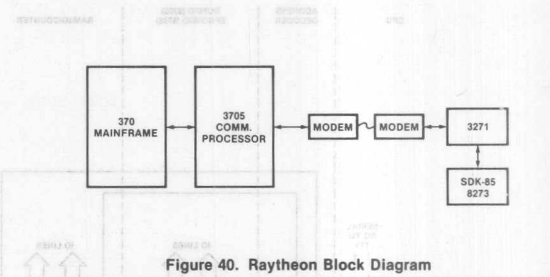 370
MAINFRAME
3705
COMM.
PROCESSOR
MODEM
MODEM
3271
SDK-85
8273
Figure 40. Raytheon Block Diagram